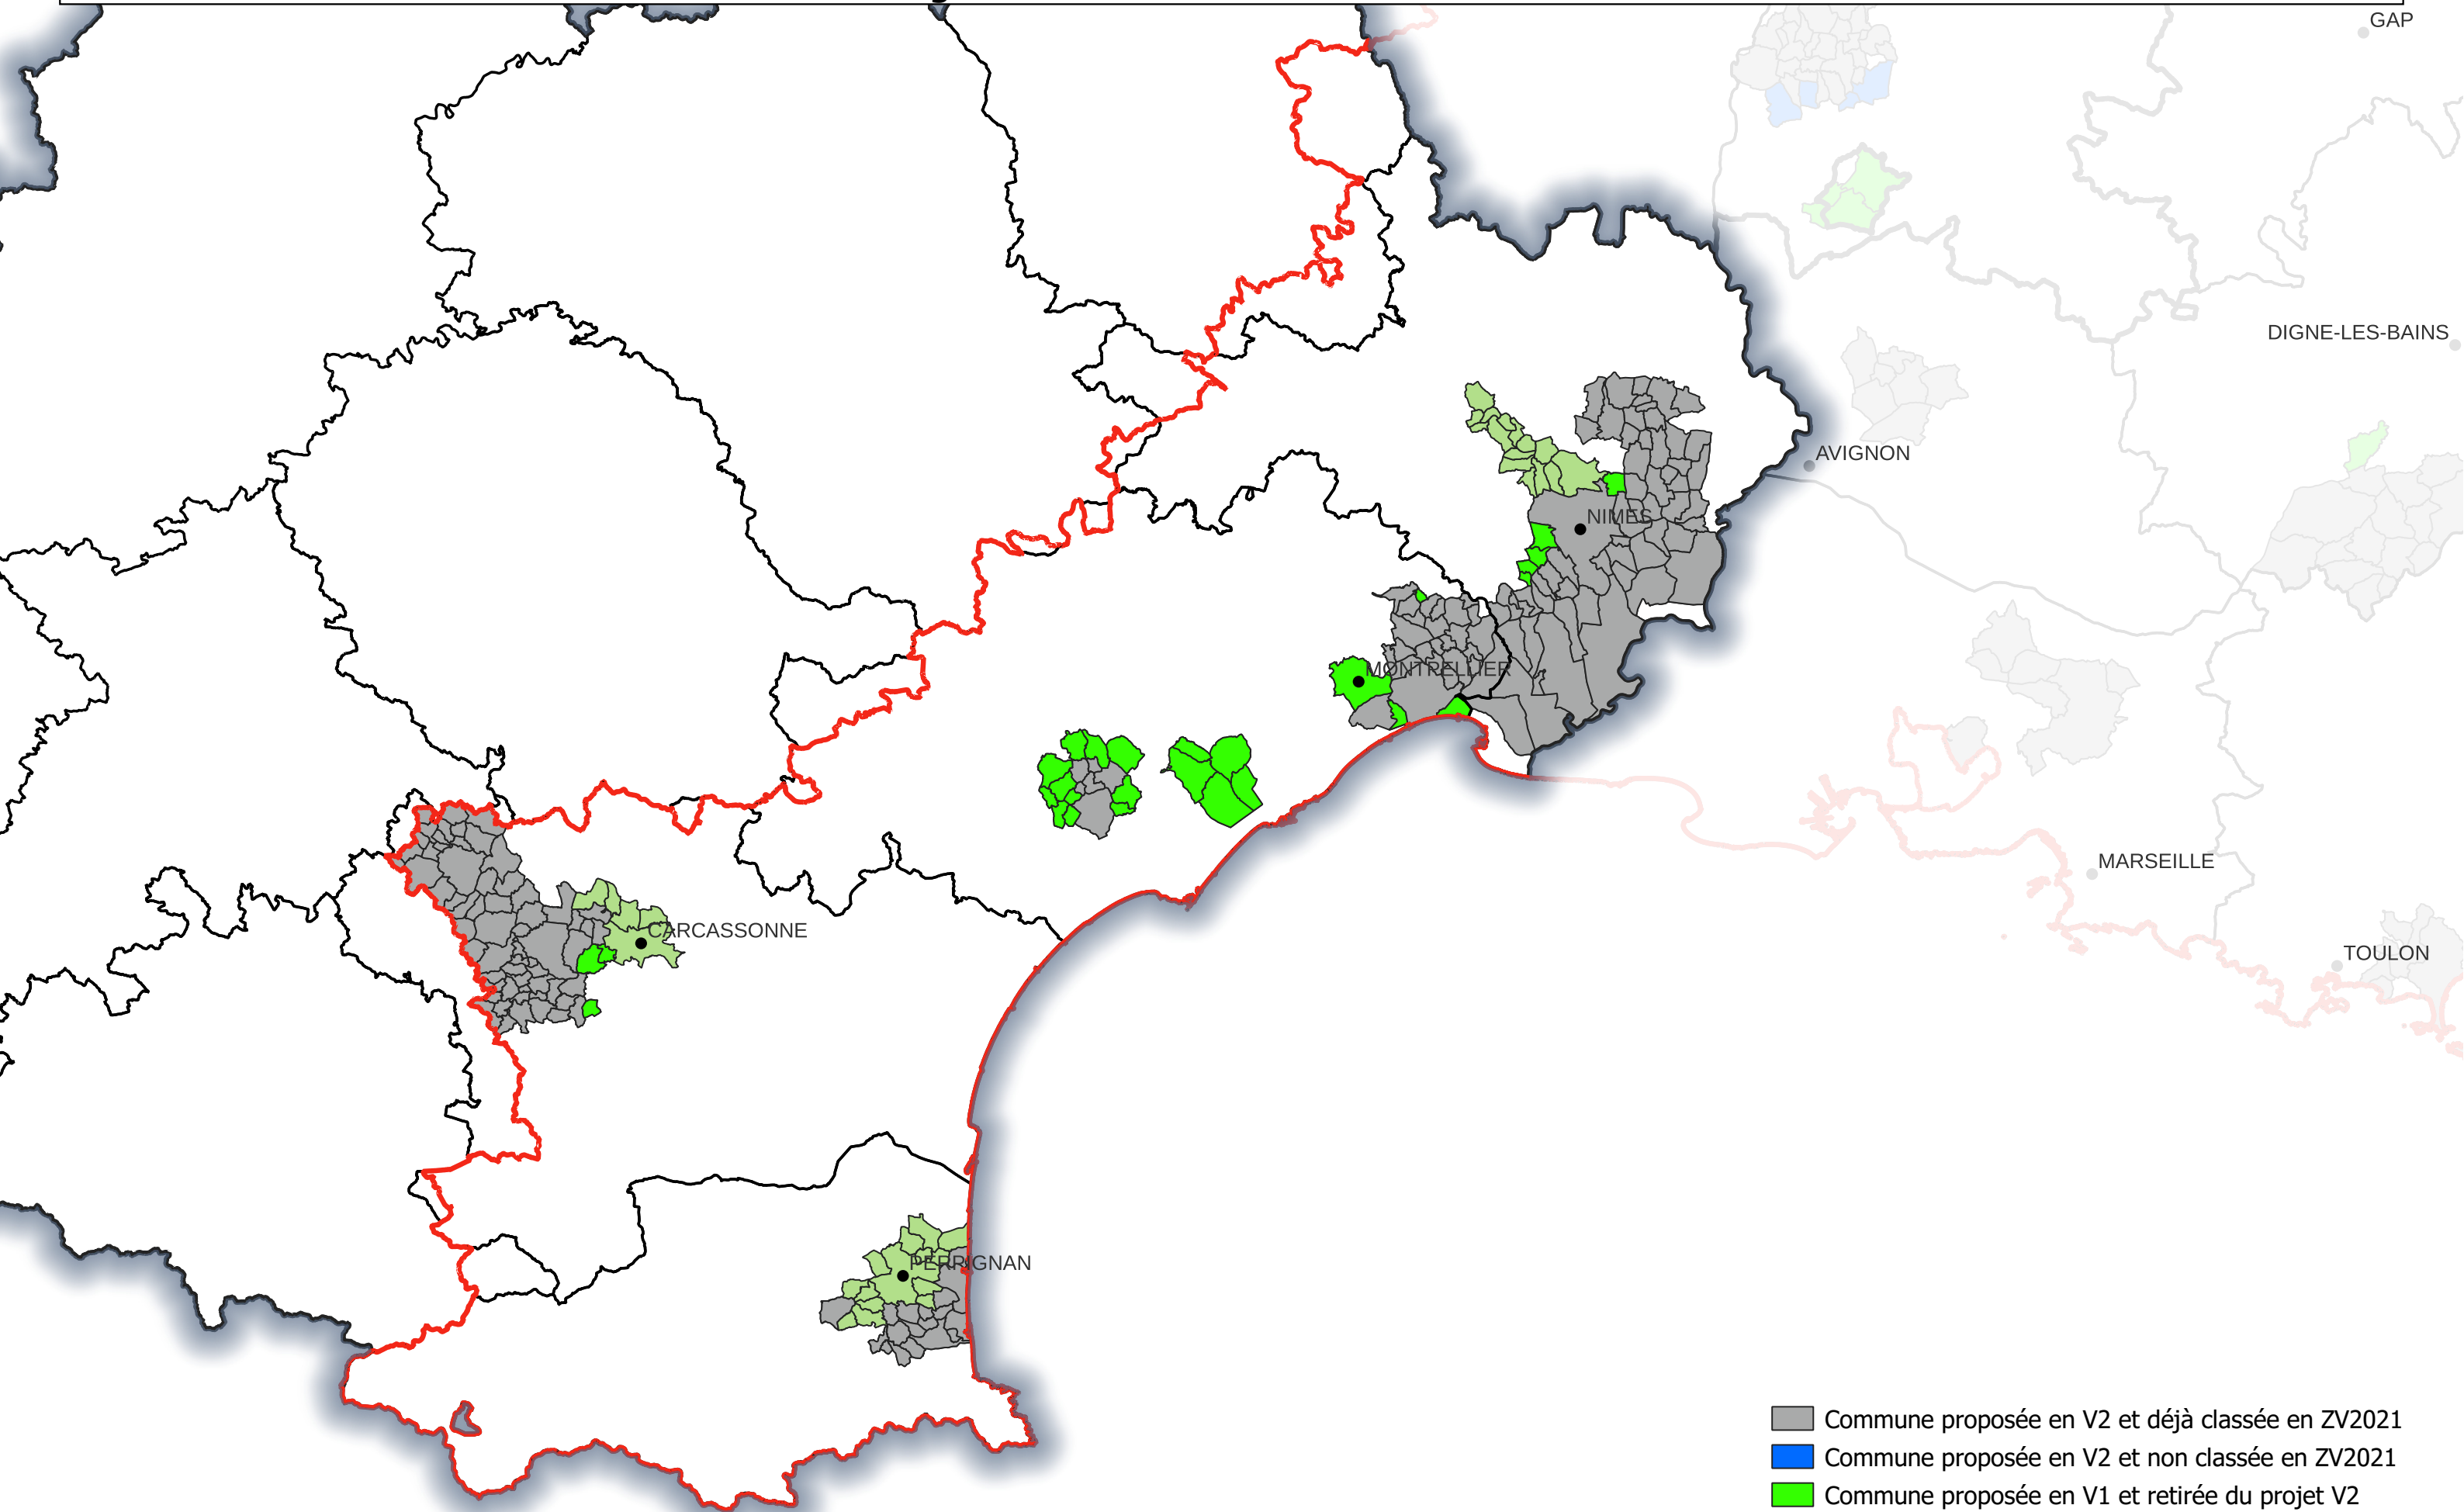 GAP
DIGNE-LES-BAINS
AVIGNON
NIMES
MONTPELLIER
MARSEILLE
CARCASSONNE
TOULON
PERPIGNAN
Commune proposée en V2 et déjà classée en ZV2021
Commune proposée en V2 et non classée en ZV2021
Commune proposée en V1 et retirée du projet V2